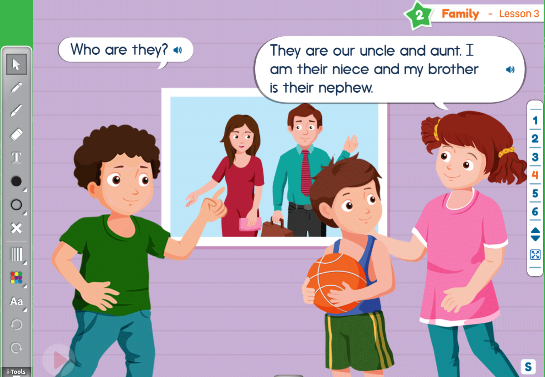 2 Family - Lesson 3
Who are they?
They are our uncle and aunt. I
am their niece and my brother
is their nephew.
1
2
3
4
5
6
T
Aa
i-Tools
S